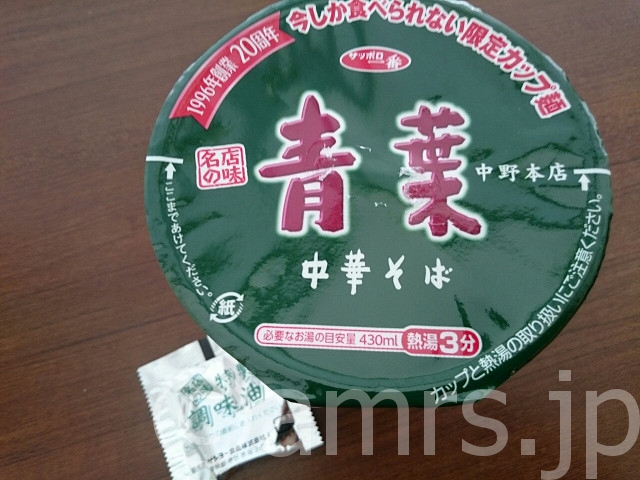 今しか食べられない限定カップ麺
1996年創業 20周年
サッポロ
一番
名店
の味
青葉
中野本店
中華そば
ここまであけてください。
紙
必要なお湯の目安量 430ml 熱湯3分
カップと熱湯の取り扱いにご注意ください。
特製
調味油
amrs.jp